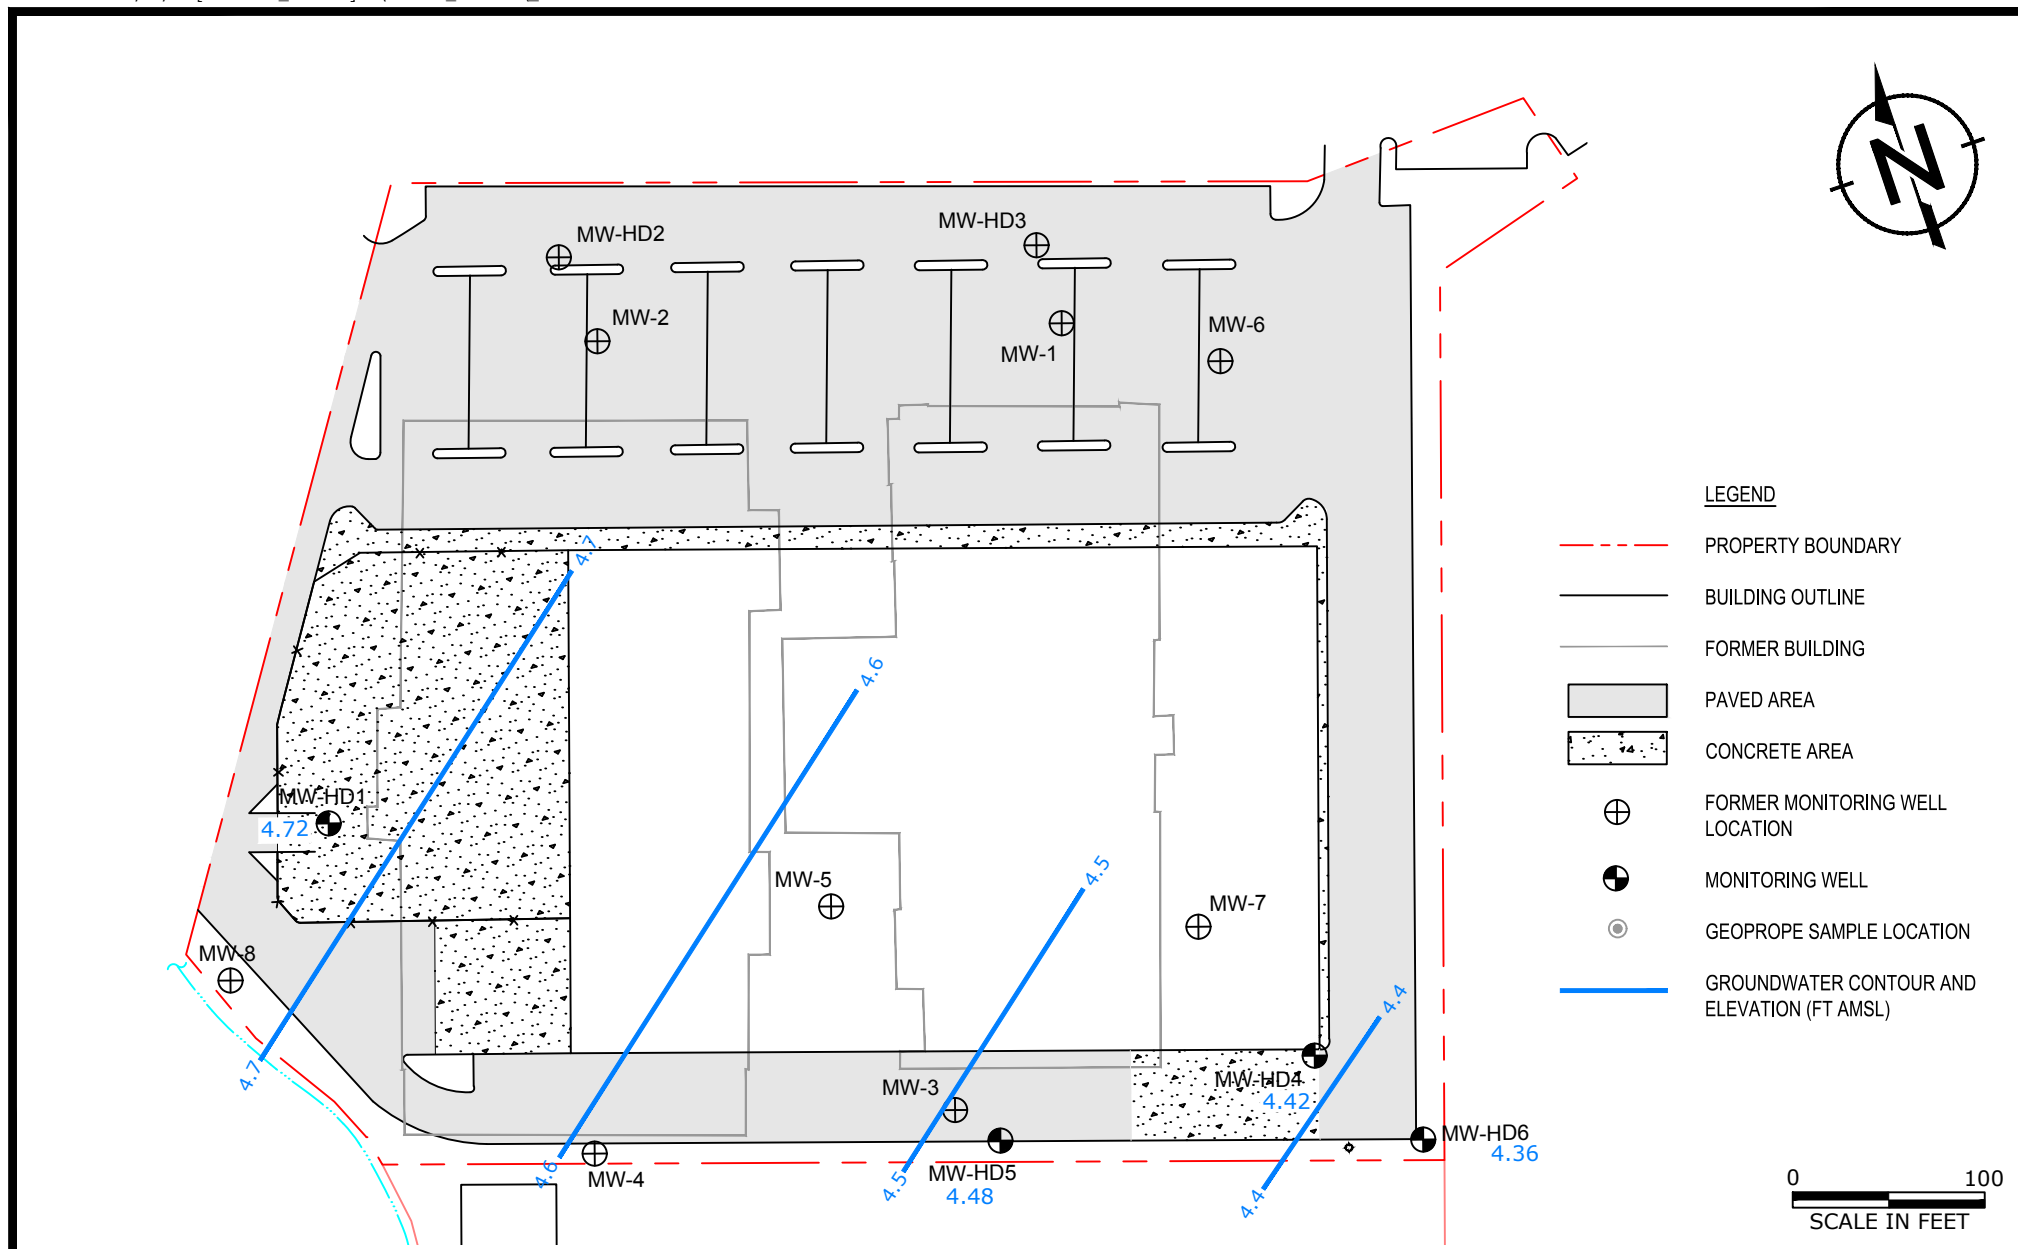 N
MW-HD2
MW-HD3
MW-2
MW-1
MW-6
LEGEND
PROPERTY BOUNDARY
BUILDING OUTLINE
FORMER BUILDING
PAVED AREA
CONCRETE AREA
FORMER MONITORING WELL
LOCATION
MONITORING WELL
GEOPROPE SAMPLE LOCATION
GROUNDWATER CONTOUR AND
ELEVATION (FT AMSL)
4.7
4.6
MW-HD1
4.72
4.5
MW-5
MW-7
MW-8
4.4
4.7
MW-HD4
4.42
MW-3
MW-HD6
4.36
4.6
MW-4
MW-HD5
4.48
4.5
4.4
0 100
SCALE IN FEET